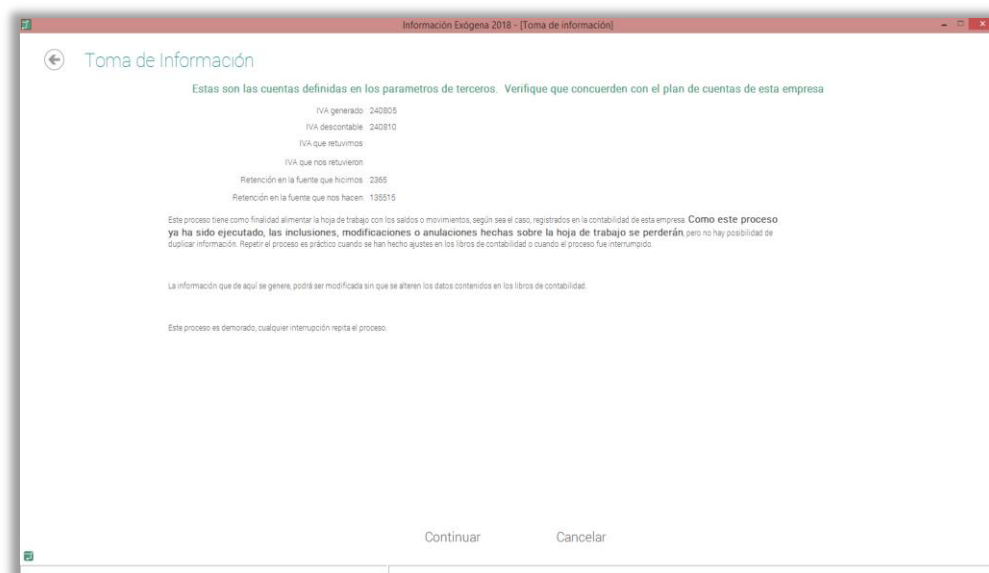 Información Exógena 2018 - [Toma de información]
Toma de Información
Estas son las cuentas definidas en los parametros de terceros. Verifique que concuerden con el plan de cuentas de esta empresa
IVA generado 240805
IVA descontable 240810
IVA que retuvimos
IVA que nos retuvieron
Retención en la fuente que hicimos 2365
Retención en la fuente que nos hacen 135515
Este proceso tiene como finalidad alimentar la hoja de trabajo con los saldos o movimientos, según sea el caso, registrados en la contabilidad de esta empresa. Como este proceso
ya ha sido ejecutado, las inclusiones, modificaciones o anulaciones hechas sobre la hoja de trabajo se perderán, pero no hay posibilidad de
duplicar información. Repetir el proceso es práctico cuando se han hecho ajustes en los libros de contabilidad o cuando el proceso fue interrumpido.
La información que de aquí se genere, podrá ser modificada sin que se alteren los datos contenidos en los libros de contabilidad.
Este proceso es demorado, cualquier interrupción repita el proceso.
Continuar Cancelar